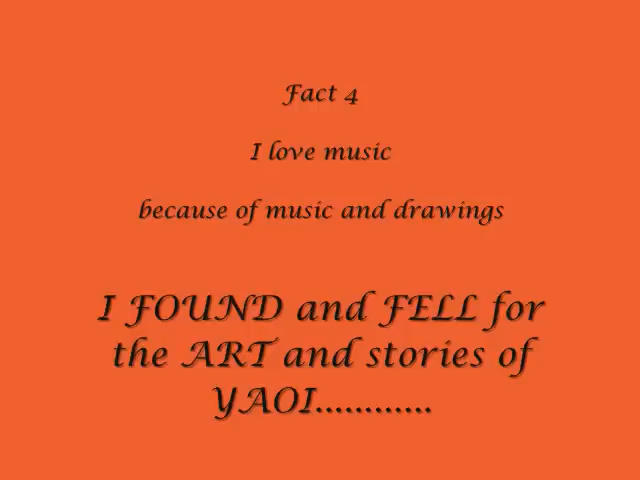 Fact 4
I love music
because of music and drawings
I FOUND and FELL for
the ART and stories of
YAOI............